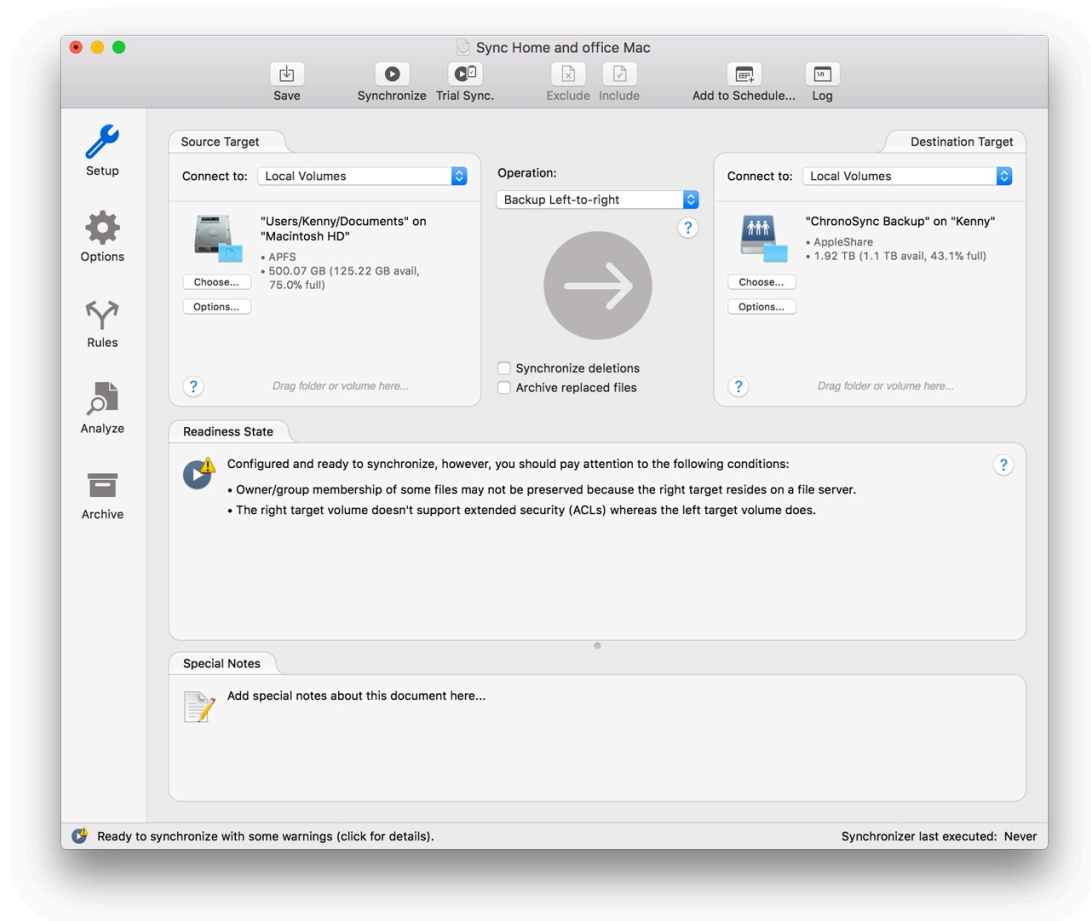 Sync Home and office Mac
Save
Synchronize
Trial Sync.
Exclude
Include
Add to Schedule...
Log
Setup
Options
Rules
Analyze
Archive
Source Target
Connect to:
Local Volumes
"Users/Kenny/Documents" on
"Macintosh HD"
• APFS
• 500.07 GB (125.22 GB avail,
75.0% full)
Choose...
Options...
?
Drag folder or volume here...
Operation:
Backup Left-to-right
?
Synchronize deletions
Archive replaced files
Destination Target
Connect to:
Local Volumes
"ChronoSync Backup" on "Kenny"
• AppleShare
• 1.92 TB (1.1 TB avail, 43.1% full)
Choose...
Options...
?
Drag folder or volume here...
Readiness State
Configured and ready to synchronize, however, you should pay attention to the following conditions:
?
• Owner/group membership of some files may not be preserved because the right target resides on a file server.
• The right target volume doesn't support extended security (ACLs) whereas the left target volume does.
Special Notes
Add special notes about this document here...
Ready to synchronize with some warnings (click for details).
Synchronizer last executed: Never